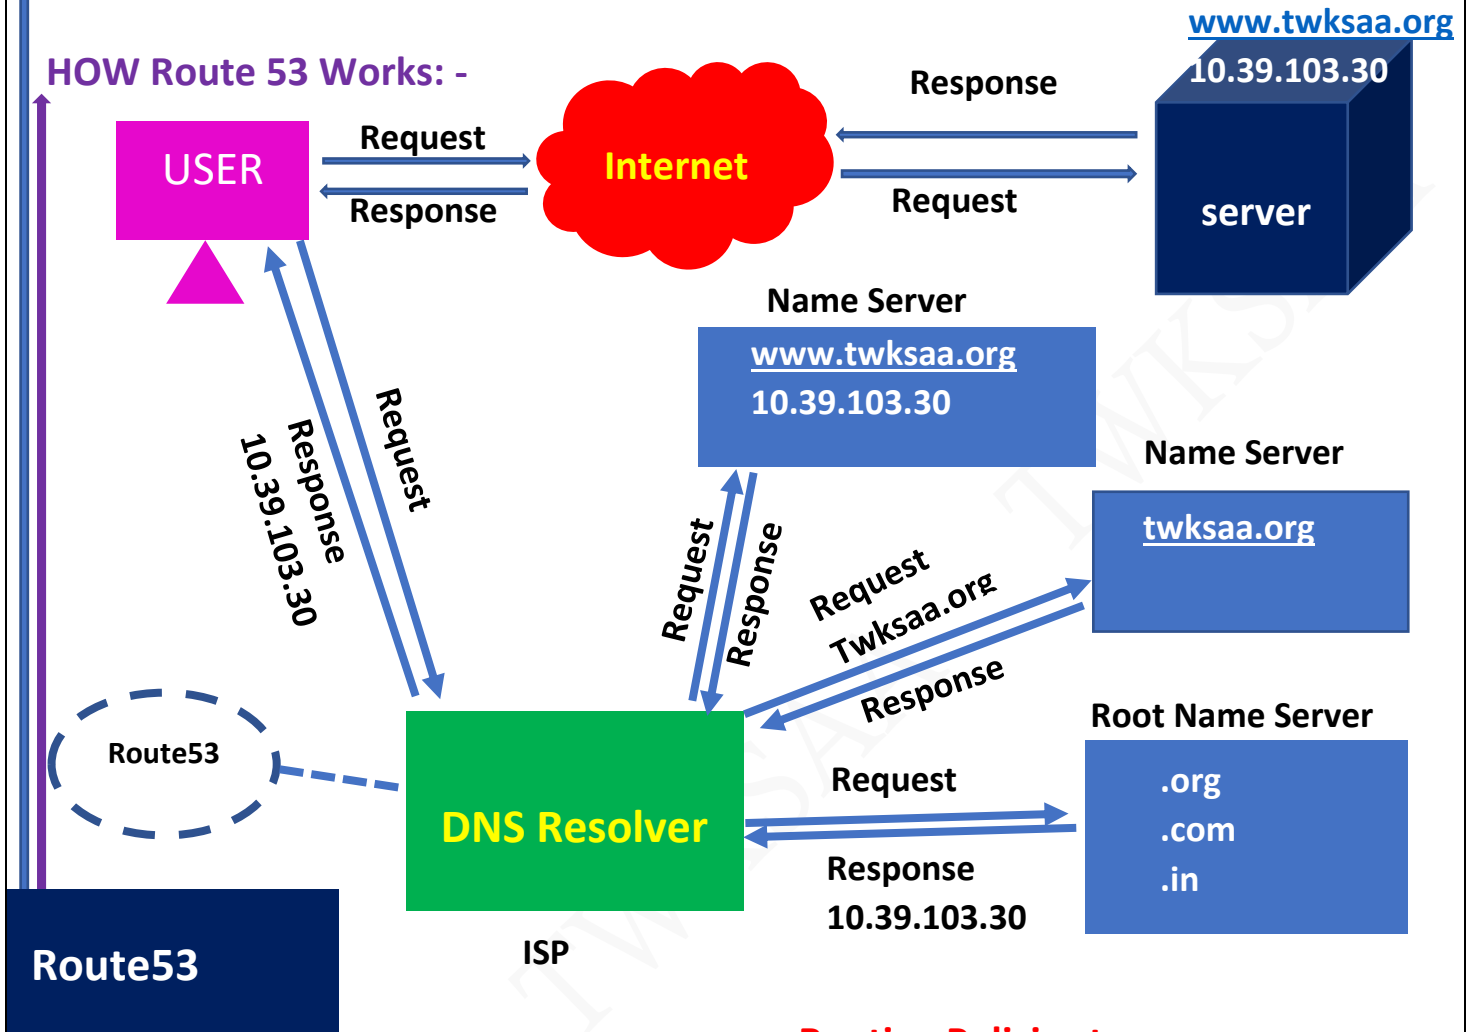 www.twksaa.org
10.39.103.30
HOW Route 53 Works: -
USER
Request
Response
Internet
Response
Request
server
Name Server
www.twksaa.org
10.39.103.30
Name Server
twksaa.org
Request
Response
10.39.103.30
Request
Response
Request
Twksaa.org
Response
Root Name Server
.org
.com
.in
Route53
DNS Resolver
Request
Response
10.39.103.30
ISP
Route53
TWKSAA
TWKSAA